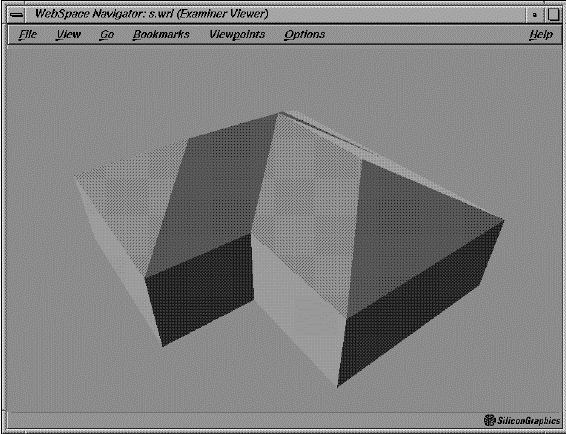 WebSpace Navigator: s.wrl (Examiner Viewer)
File View Go Bookmarks Viewpoints Options Help
SiliconGraphics